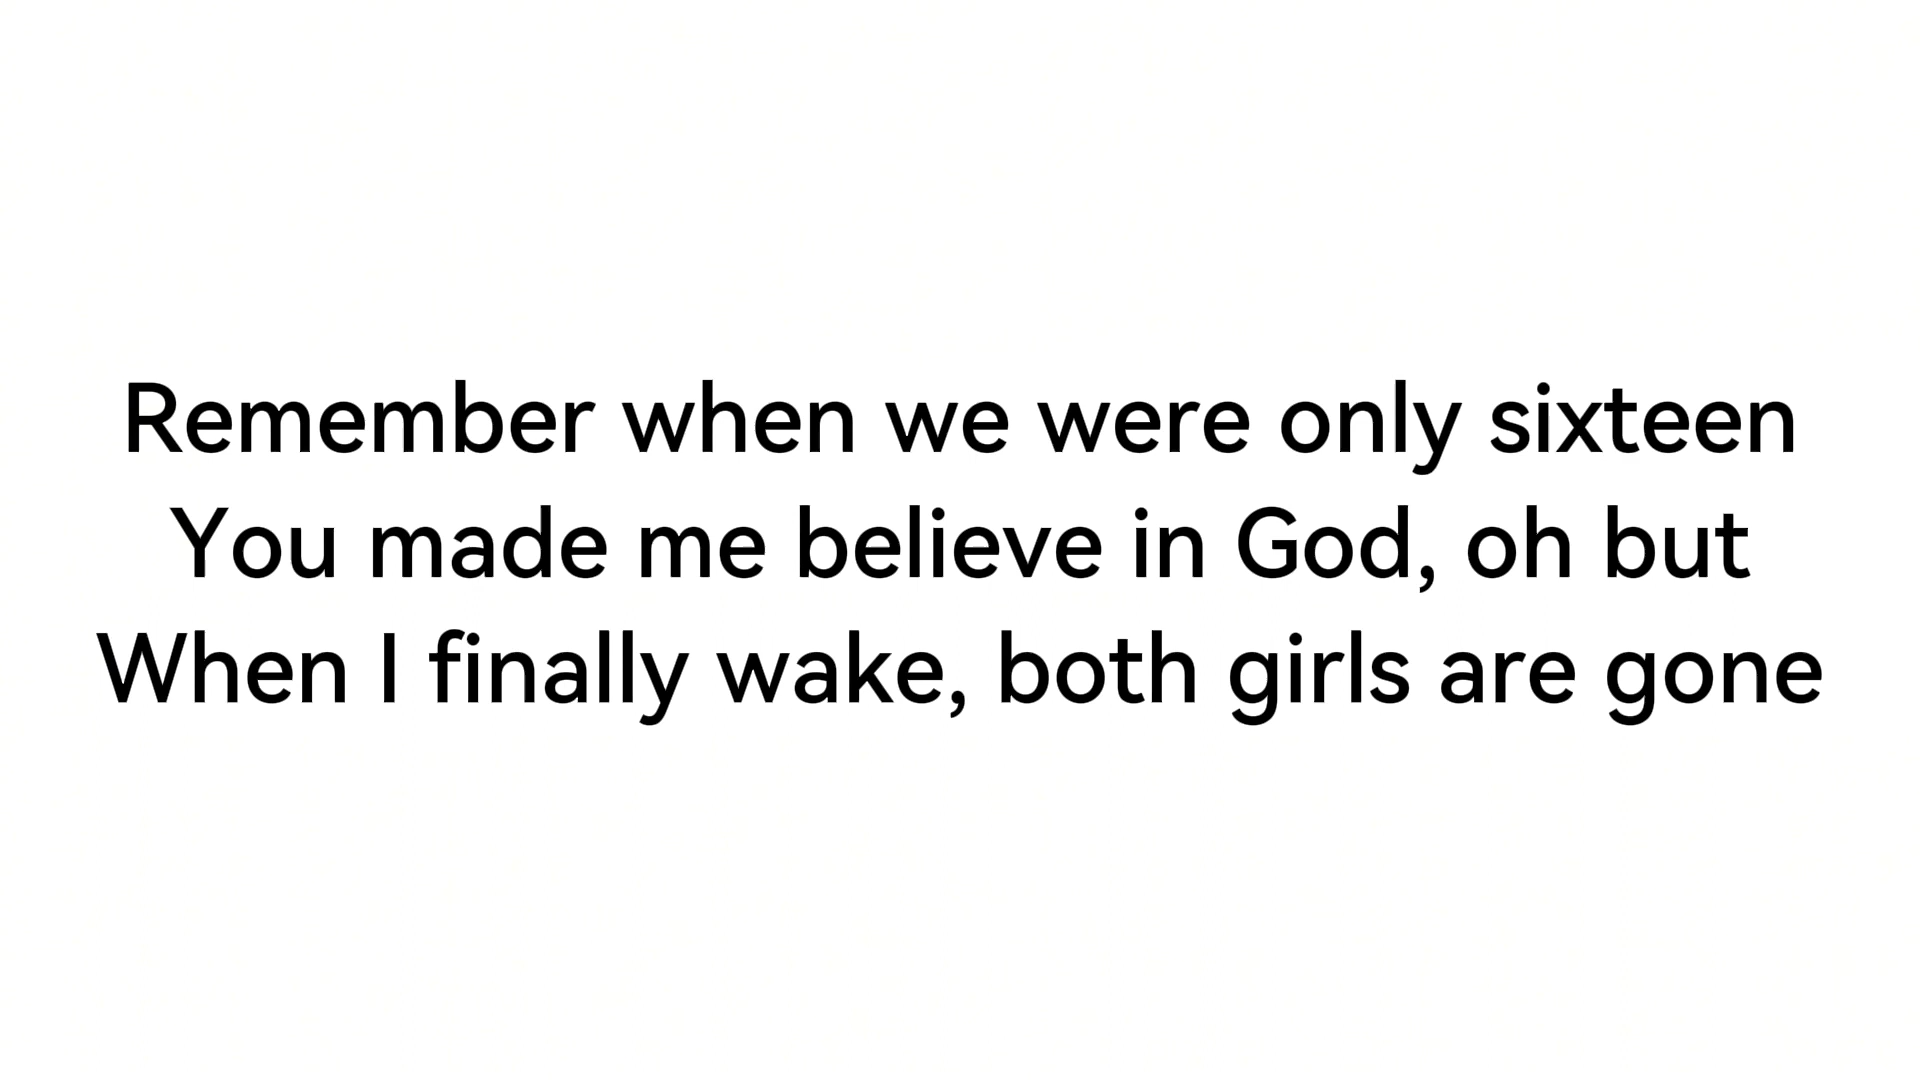 Remember when we were only sixteen
You made me believe in God, oh but
When I finally wake, both girls are gone